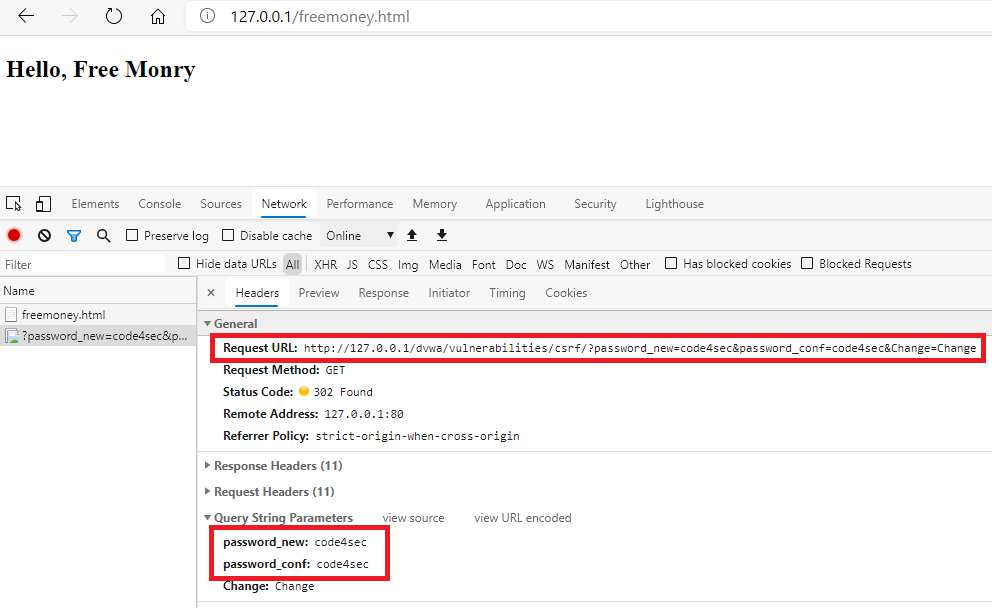 127.0.0.1/freemoney.html
Hello, Free Monry
Elements Console Sources Network Performance Memory Application Security Lighthouse
Preserve log Disable cache Online
Filter Hide data URLs All XHR JS CSS Img Media Font Doc WS Manifest Other Has blocked cookies Blocked Requests
Name × Headers Preview Response Initiator Timing Cookies
freemoney.html
?password_new=code4sec&p...
General
Request URL: http://127.0.0.1/dvwa/vulnerabilities/csrf/?password_new=code4sec&password_conf=code4sec&Change=Change
Request Method: GET
Status Code: 302 Found
Remote Address: 127.0.0.1:80
Referrer Policy: strict-origin-when-cross-origin
Response Headers (11)
Request Headers (11)
Query String Parameters view source view URL encoded
password_new: code4sec
password_conf: code4sec
Change: Change